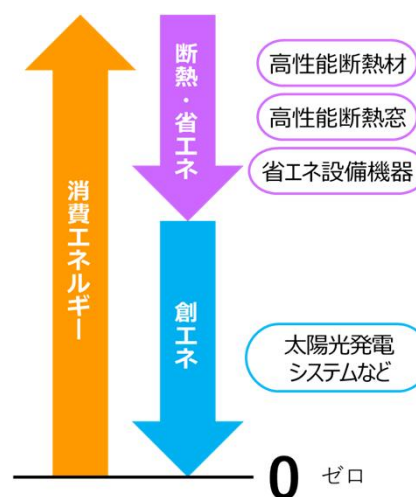 消費エネルギー
断熱・省エネ
高性能断熱材
高性能断熱窓
省エネ設備機器
創エネ
太陽光発電
システムなど
0 ゼロ